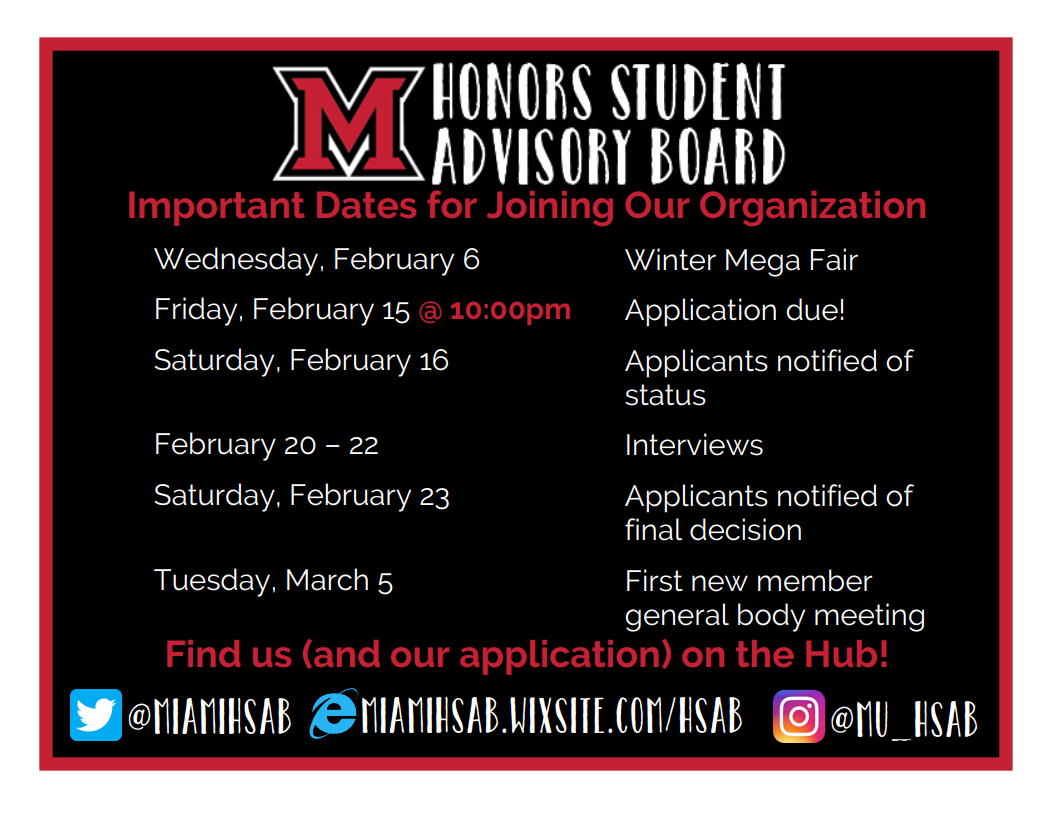 M HONORS STUDENT
ADVISORY BOARD
Important Dates for Joining Our Organization
Wednesday, February 6 Winter Mega Fair
Friday, February 15 @ 10:00pm Application due!
Saturday, February 16 Applicants notified of
status
February 20 – 22 Interviews
Saturday, February 23 Applicants notified of
final decision
Tuesday, March 5 First new member
general body meeting
Find us (and our application) on the Hub!
@MIAMIHSAB MIAMIHSAB.WIXSITE.COM/HSAB @MU_HSAB